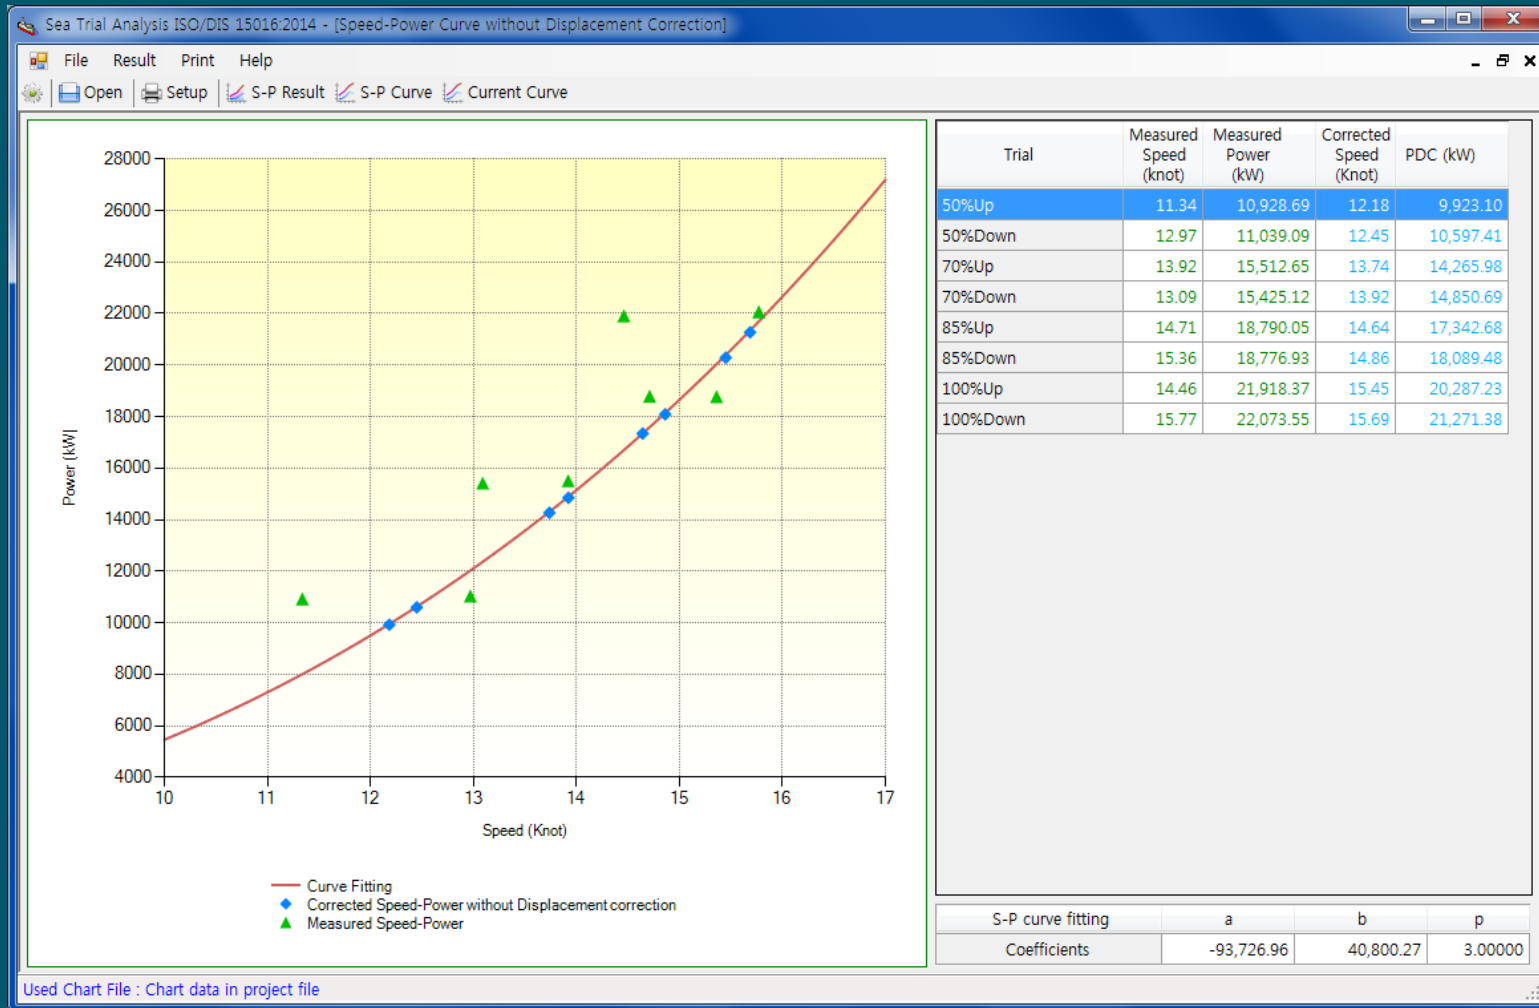 Sea Trial Analysis ISO/DIS 15016:2014 - [Speed-Power Curve without Displacement Correction]
File Result Print Help
Open Setup S-P Result S-P Curve Current Curve
28000
26000
24000
22000
20000
18000
16000
14000
12000
10000
8000
6000
4000
Power (kW|
10 11 12 13 14 15 16 17
Speed (Knot)
Curve Fitting
Corrected Speed-Power without Displacement correction
Measured Speed-Power
Trial Measured Speed (knot) Measured Power (kW) Corrected Speed (Knot) PDC (kW)
50%Up 11.34 10,928.69 12.18 9,923.10
50%Down 12.97 11,039.09 12.45 10,597.41
70%Up 13.92 15,512.65 13.74 14,265.98
70%Down 13.09 15,425.12 13.92 14,850.69
85%Up 14.71 18,790.05 14.64 17,342.68
85%Down 15.36 18,776.93 14.86 18,089.48
100%Up 14.46 21,918.37 15.45 20,287.23
100%Down 15.77 22,073.55 15.69 21,271.38
S-P curve fitting a b p
Coefficients -93,726.96 40,800.27 3.00000
Used Chart File : Chart data in project file